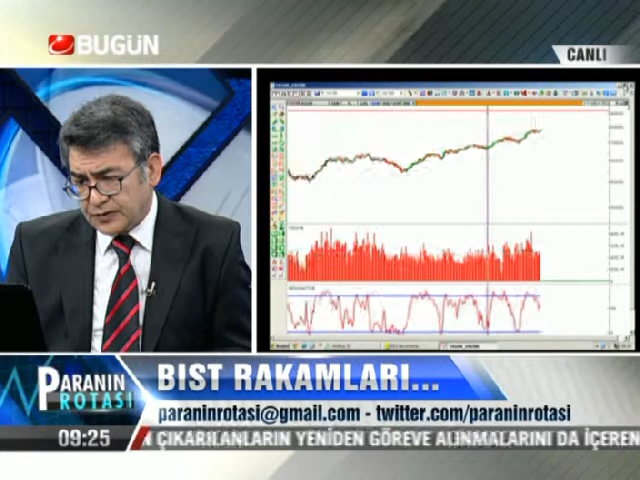 BUGÜN
CANLI
BIST RAKAMLARI...
PARANIN
ROTASI
paraninrotasi@gmail.com - twitter.com/paraninrotasi
09:25
N ÇIKARILANLARIN YENİDEN GÖREVE ALINMALARINI DA İÇEREN